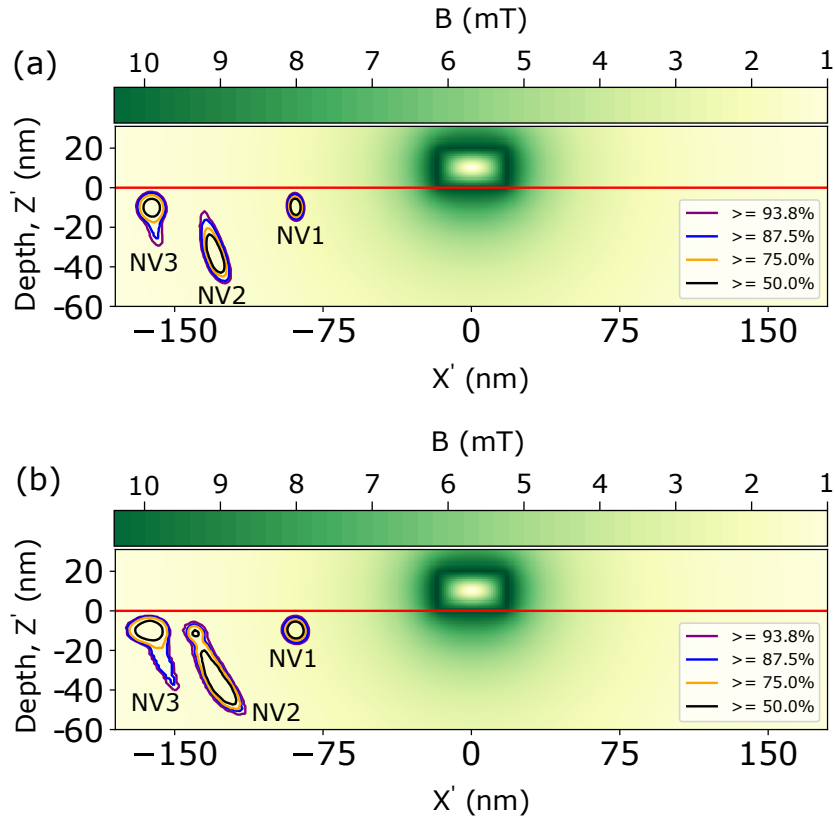 B (mT)
(a)
10 9 8 7 6 5 4 3 2 1
Depth, Z' (nm)
20
0
−20
−40
−60
NV3
NV2
NV1
>= 93.8%
>= 87.5%
>= 75.0%
>= 50.0%
−150 −75 0 75 150
X' (nm)
B (mT)
(b)
10 9 8 7 6 5 4 3 2 1
Depth, Z' (nm)
20
0
−20
−40
−60
NV3
NV2
NV1
>= 93.8%
>= 87.5%
>= 75.0%
>= 50.0%
−150 −75 0 75 150
X' (nm)